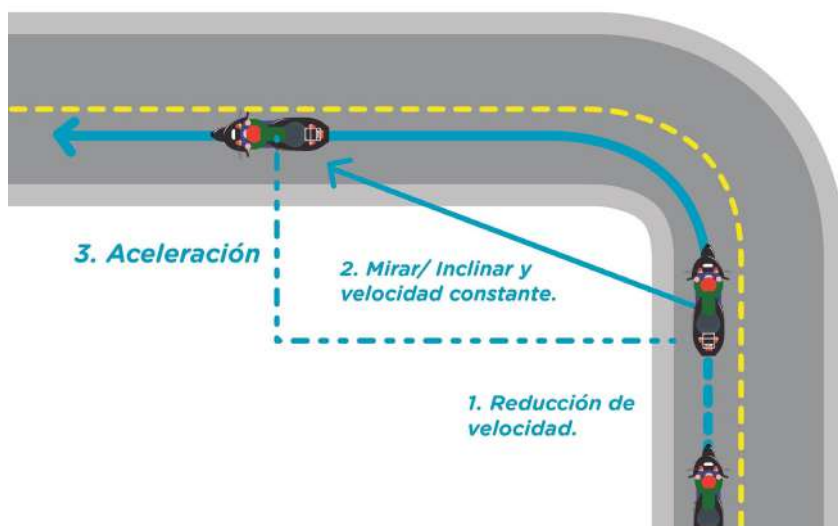 3. Aceleración
2. Mirar/ Inclinar y
velocidad constante.
1. Reducción de
velocidad.